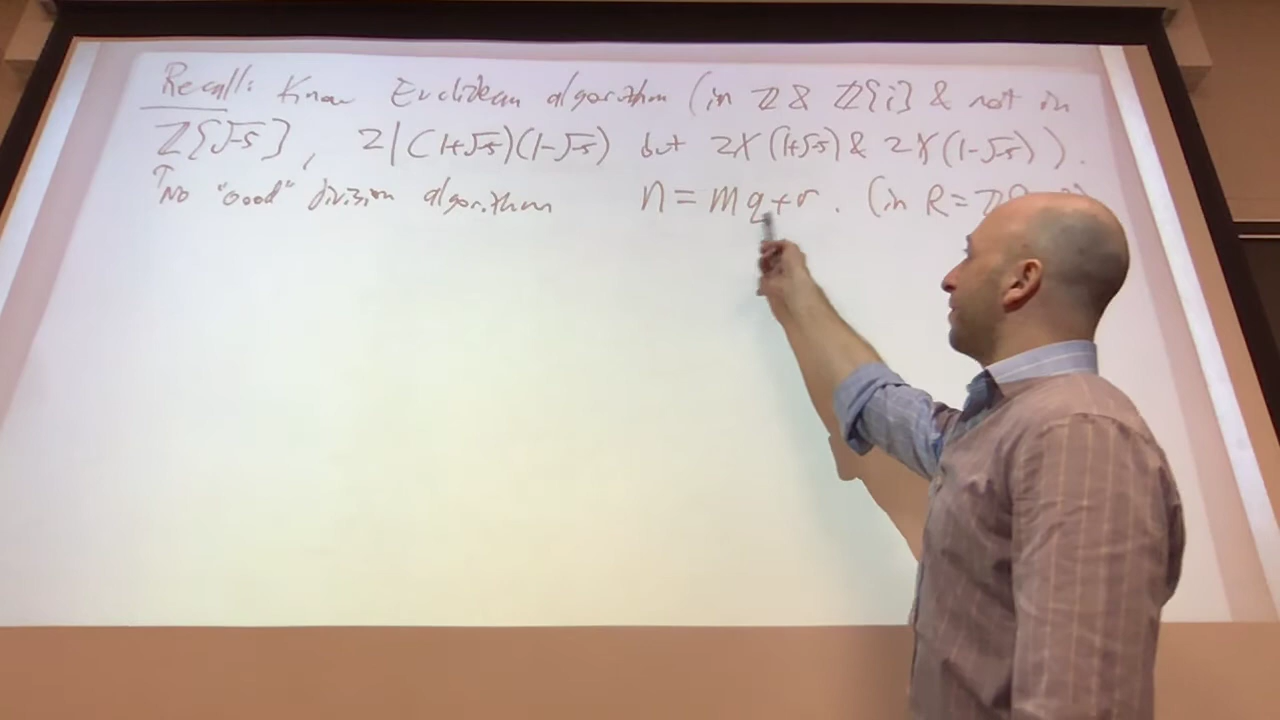 Recall: Know Euclidean algorithm (in ℤ & ℤ[i] & not in
ℤ[√-5], 2|(1+√-5)(1-√-5) but 2∤(1+√-5) & 2∤(1-√-5)).
↑No "good" division algorithm n = mq+r. (in R=ℤ